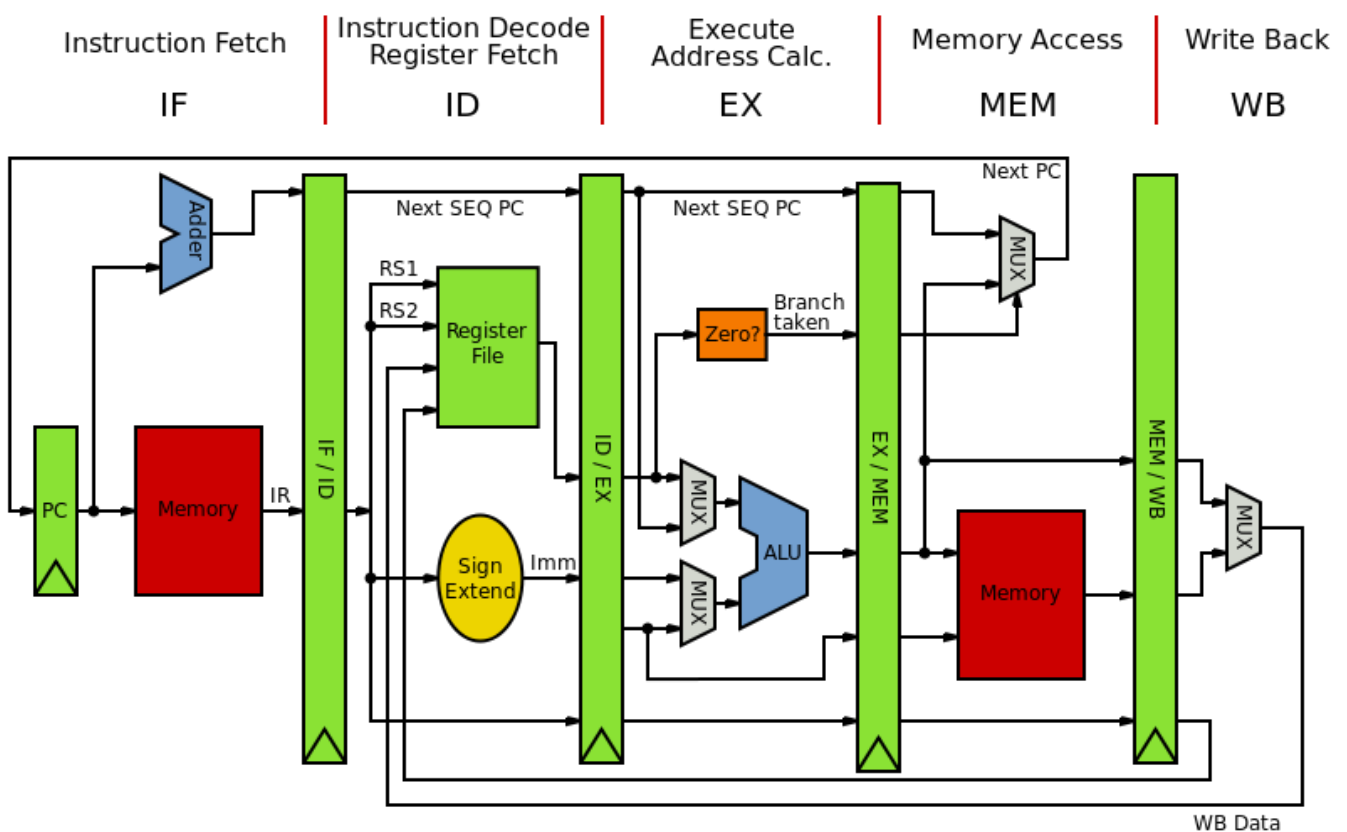 Instruction Fetch
IF
Instruction Decode
Register Fetch
ID
Execute
Address Calc.
EX
Memory Access
MEM
Write Back
WB
Next PC
Adder
Next SEQ PC
Next SEQ PC
MUX
RS1
RS2
Register
File
Branch
taken
Zero?
IF / ID
ID / EX
EX / MEM
MEM / WB
PC
Memory
IR
MUX
ALU
MUX
Sign
Extend
Imm
MUX
Memory
WB Data